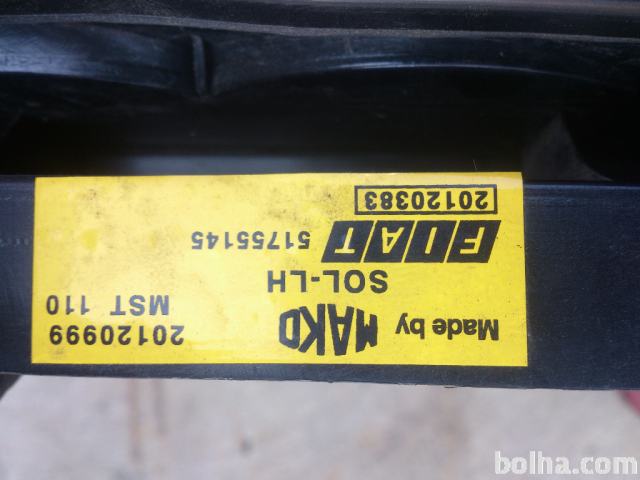 Made by MAKO 20120999
SOL-LH MST 110
FIAT 51755145
20120383
bolha.com